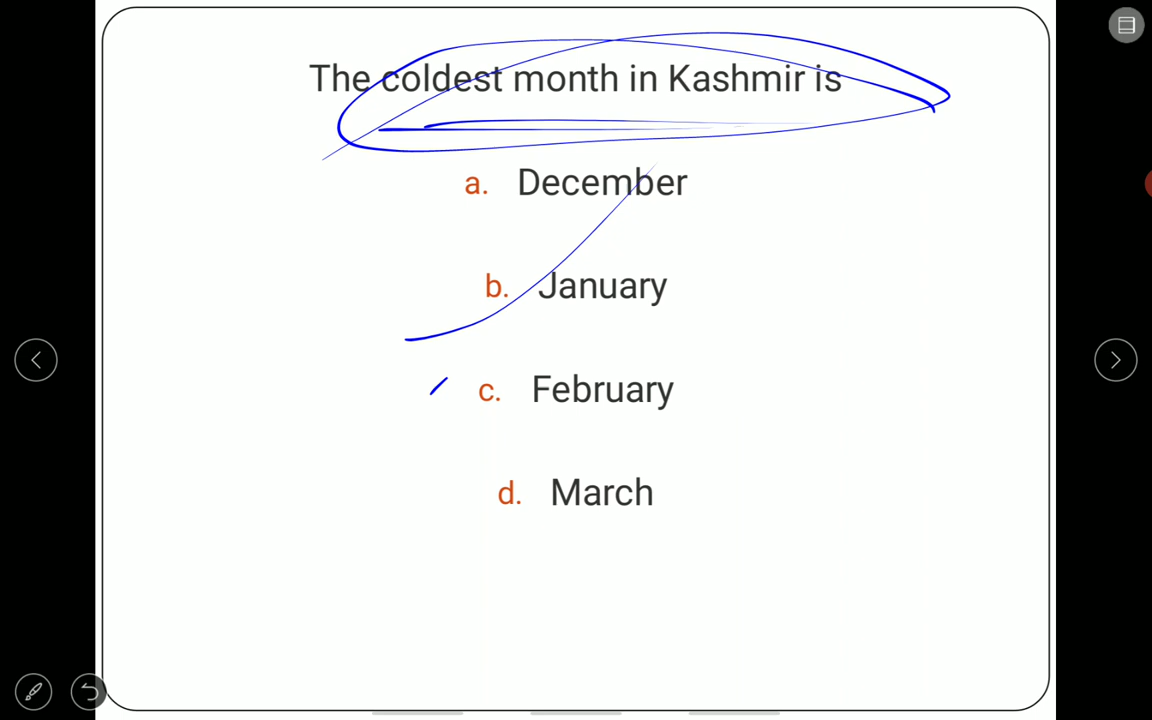 The coldest month in Kashmir is
a. December
b. January
c. February
d. March